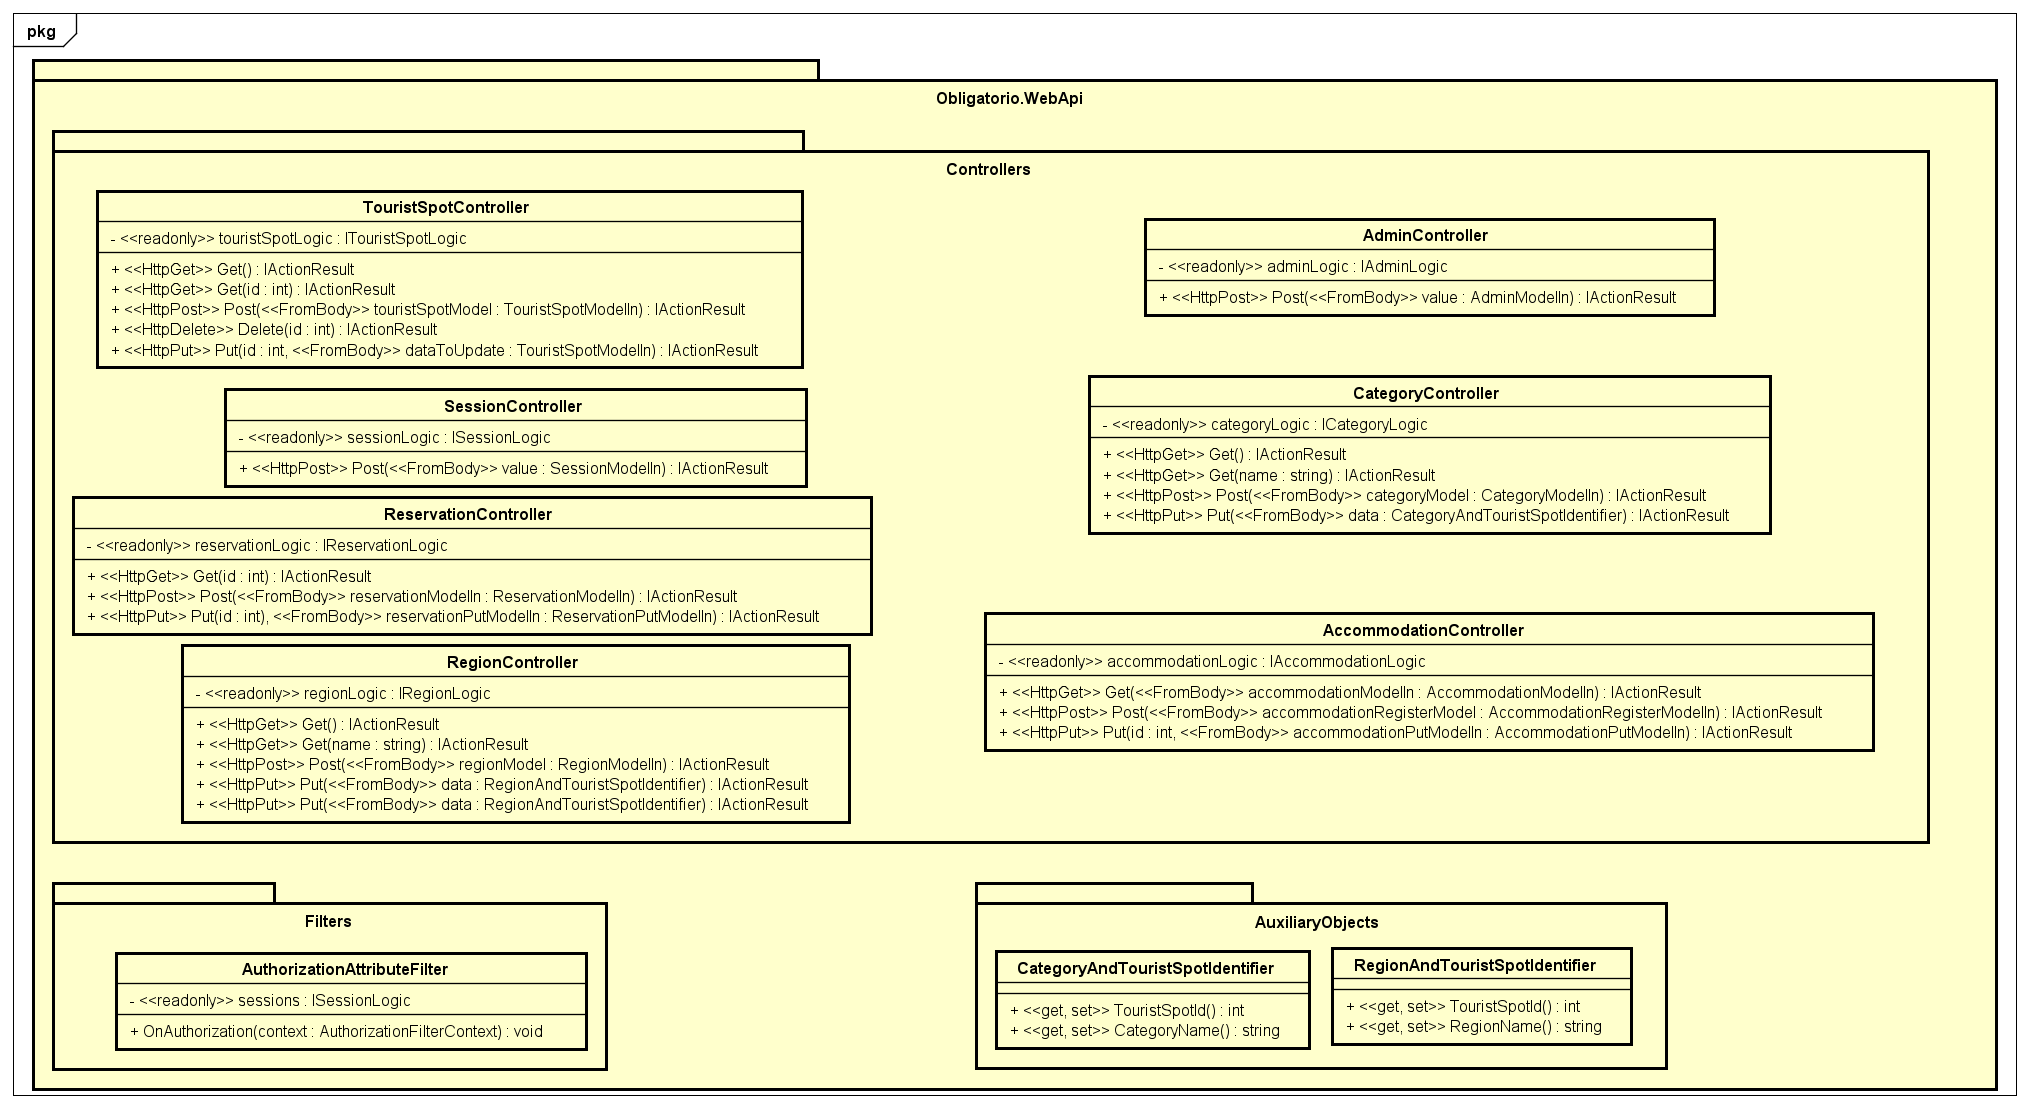 pkg
Obligatorio.WebApi
Controllers
TouristSpotController
- <<readonly>> touristSpotLogic : ITouristSpotLogic
+ <<HttpGet>> Get() : IActionResult
+ <<HttpGet>> Get(id : int) : IActionResult
+ <<HttpPost>> Post(<<FromBody>> touristSpotModel : TouristSpotModelIn) : IActionResult
+ <<HttpDelete>> Delete(id : int) : IActionResult
+ <<HttpPut>> Put(id : int, <<FromBody>> dataToUpdate : TouristSpotModelIn) : IActionResult
SessionController
- <<readonly>> sessionLogic : ISessionLogic
+ <<HttpPost>> Post(<<FromBody>> value : SessionModelIn) : IActionResult
ReservationController
- <<readonly>> reservationLogic : IReservationLogic
+ <<HttpGet>> Get(id : int) : IActionResult
+ <<HttpPost>> Post(<<FromBody>> reservationModelIn : ReservationModelIn) : IActionResult
+ <<HttpPut>> Put(id : int), <<FromBody>> reservationPutModelIn : ReservationPutModelIn) : IActionResult
RegionController
- <<readonly>> regionLogic : IRegionLogic
+ <<HttpGet>> Get() : IActionResult
+ <<HttpGet>> Get(name : string) : IActionResult
+ <<HttpPost>> Post(<<FromBody>> regionModel : RegionModelIn) : IActionResult
+ <<HttpPut>> Put(<<FromBody>> data : RegionAndTouristSpotIdentifier) : IActionResult
+ <<HttpPut>> Put(<<FromBody>> data : RegionAndTouristSpotIdentifier) : IActionResult
AdminController
- <<readonly>> adminLogic : IAdminLogic
+ <<HttpPost>> Post(<<FromBody>> value : AdminModelIn) : IActionResult
CategoryController
- <<readonly>> categoryLogic : ICategoryLogic
+ <<HttpGet>> Get() : IActionResult
+ <<HttpGet>> Get(name : string) : IActionResult
+ <<HttpPost>> Post(<<FromBody>> categoryModel : CategoryModelIn) : IActionResult
+ <<HttpPut>> Put(<<FromBody>> data : CategoryAndTouristSpotIdentifier) : IActionResult
AccommodationController
- <<readonly>> accommodationLogic : IAccommodationLogic
+ <<HttpGet>> Get(<<FromBody>> accommodationModelIn : AccommodationModelIn) : IActionResult
+ <<HttpPost>> Post(<<FromBody>> accommodationRegisterModel : AccommodationRegisterModelIn) : IActionResult
+ <<HttpPut>> Put(id : int, <<FromBody>> accommodationPutModelIn : AccommodationPutModelIn) : IActionResult
Filters
AuthorizationAttributeFilter
- <<readonly>> sessions : ISessionLogic
+ OnAuthorization(context : AuthorizationFilterContext) : void
AuxiliaryObjects
CategoryAndTouristSpotIdentifier
+ <<get, set>> TouristSpotId() : int
+ <<get, set>> CategoryName() : string
RegionAndTouristSpotIdentifier
+ <<get, set>> TouristSpotId() : int
+ <<get, set>> RegionName() : string